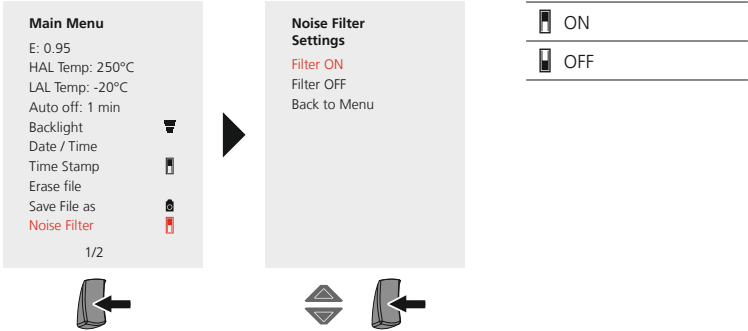 Main Menu
E: 0.95
HAL Temp: 250°C
LAL Temp: -20°C
Auto off: 1 min
Backlight
Date / Time
Time Stamp
Erase file
Save File as
Noise Filter
1/2
Noise Filter
Settings
Filter ON
Filter OFF
Back to Menu
ON
OFF